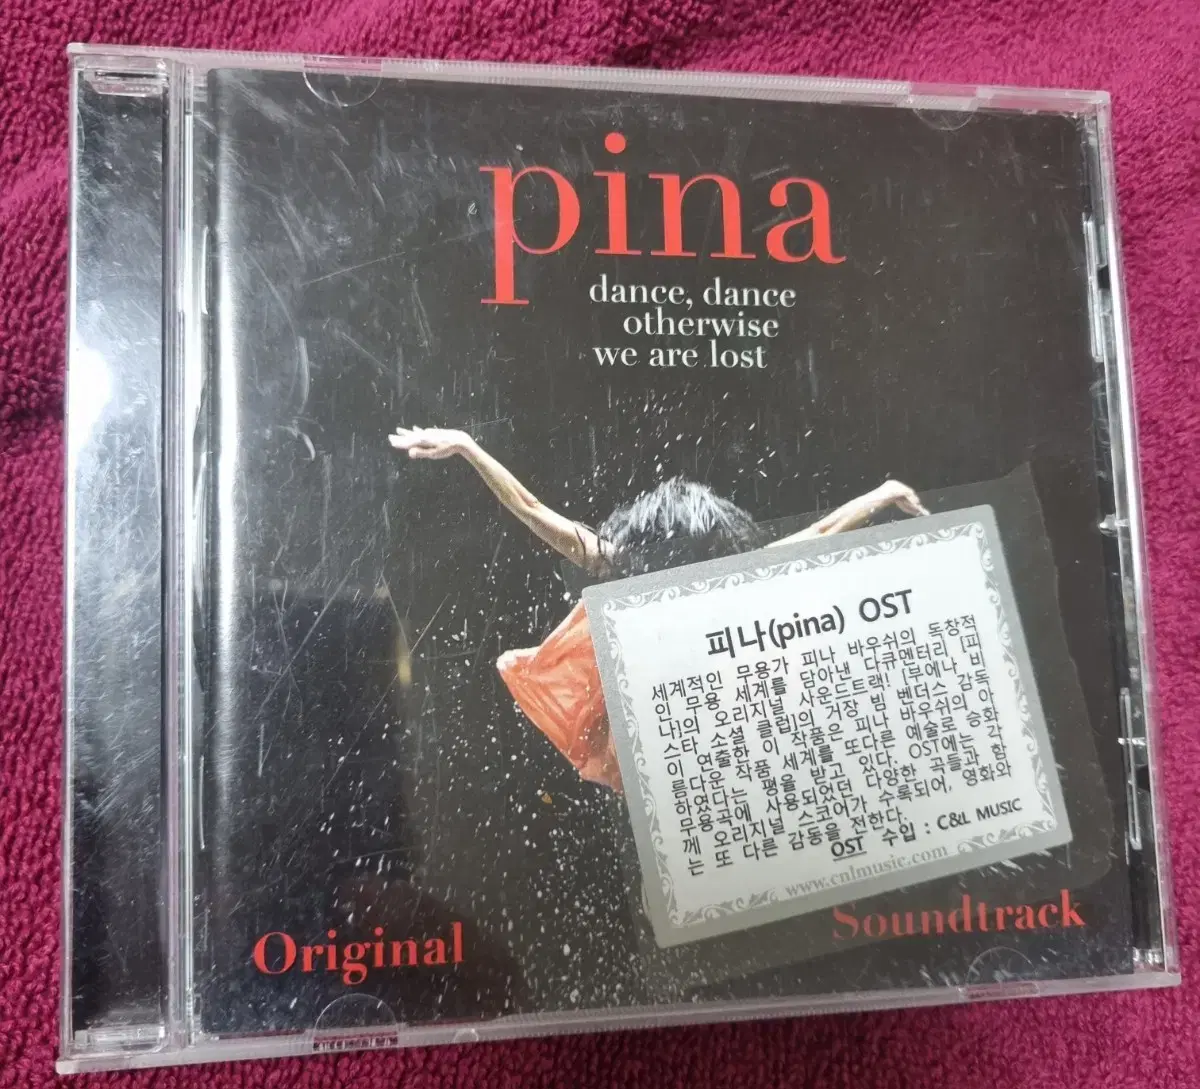 pina
dance, dance
otherwise
we are lost
피나(pina) OST
세계적인 무용가 피나 바우쉬의 독창적
인 무용 세계를 담아낸 다큐멘터리 [피
나]의 오리지널 사운드트랙! [부에나 비
스타 소셜 클럽]의 거장 빔 벤더스 감독
이 연출한 이 작품은 피나 바우쉬의 아
름다운 작품 세계를 또다른 예술로 승화
하였다는 평을 받고 있다. OST에는 각
무용곡에 사용되었던 다양한 곡들과 함
께 오리지널 스코어가 수록되어, 영화와
는 또 다른 감동을 전한다.
OST 수입 : C&L MUSIC
www.cnlmusic.com
Original Soundtrack